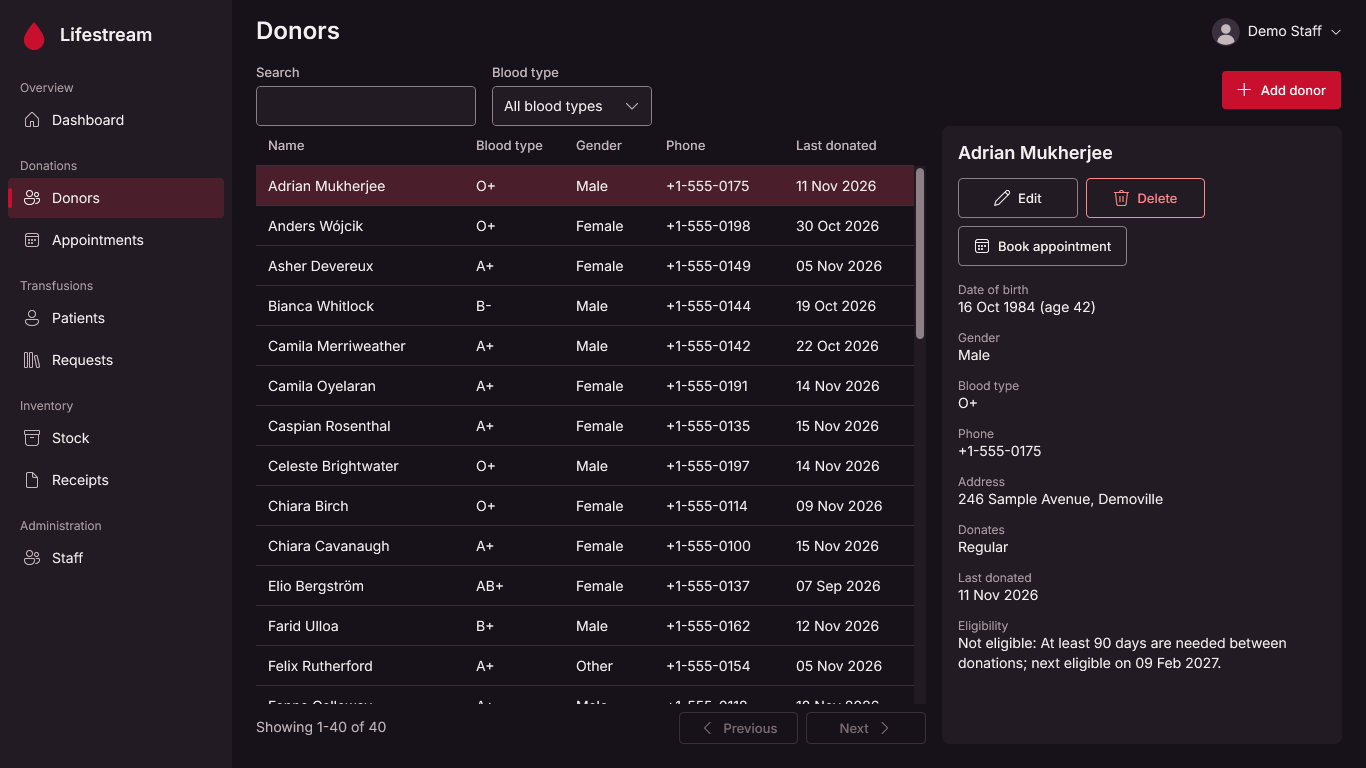 Lifestream
Overview
Dashboard
Donations
Donors
Appointments
Transfusions
Patients
Requests
Inventory
Stock
Receipts
Administration
Staff
Donors
Demo Staff
Search
Blood type
All blood types
Add donor
Name Blood type Gender Phone Last donated
Adrian Mukherjee O+ Male +1-555-0175 11 Nov 2026
Anders Wójcik O+ Female +1-555-0198 30 Oct 2026
Asher Devereux A+ Female +1-555-0149 05 Nov 2026
Bianca Whitlock B- Male +1-555-0144 19 Oct 2026
Camila Merriweather A+ Male +1-555-0142 22 Oct 2026
Camila Oyelaran A+ Female +1-555-0191 14 Nov 2026
Caspian Rosenthal A+ Female +1-555-0135 15 Nov 2026
Celeste Brightwater O+ Male +1-555-0197 14 Nov 2026
Chiara Birch O+ Female +1-555-0114 09 Nov 2026
Chiara Cavanaugh A+ Female +1-555-0100 15 Nov 2026
Elio Bergström AB+ Female +1-555-0137 07 Sep 2026
Farid Ulloa B+ Male +1-555-0162 12 Nov 2026
Felix Rutherford A+ Other +1-555-0154 05 Nov 2026
Showing 1-40 of 40
Previous
Next
Adrian Mukherjee
Edit
Delete
Book appointment
Date of birth
16 Oct 1984 (age 42)
Gender
Male
Blood type
O+
Phone
+1-555-0175
Address
246 Sample Avenue, Demoville
Donates
Regular
Last donated
11 Nov 2026
Eligibility
Not eligible: At least 90 days are needed between
donations; next eligible on 09 Feb 2027.